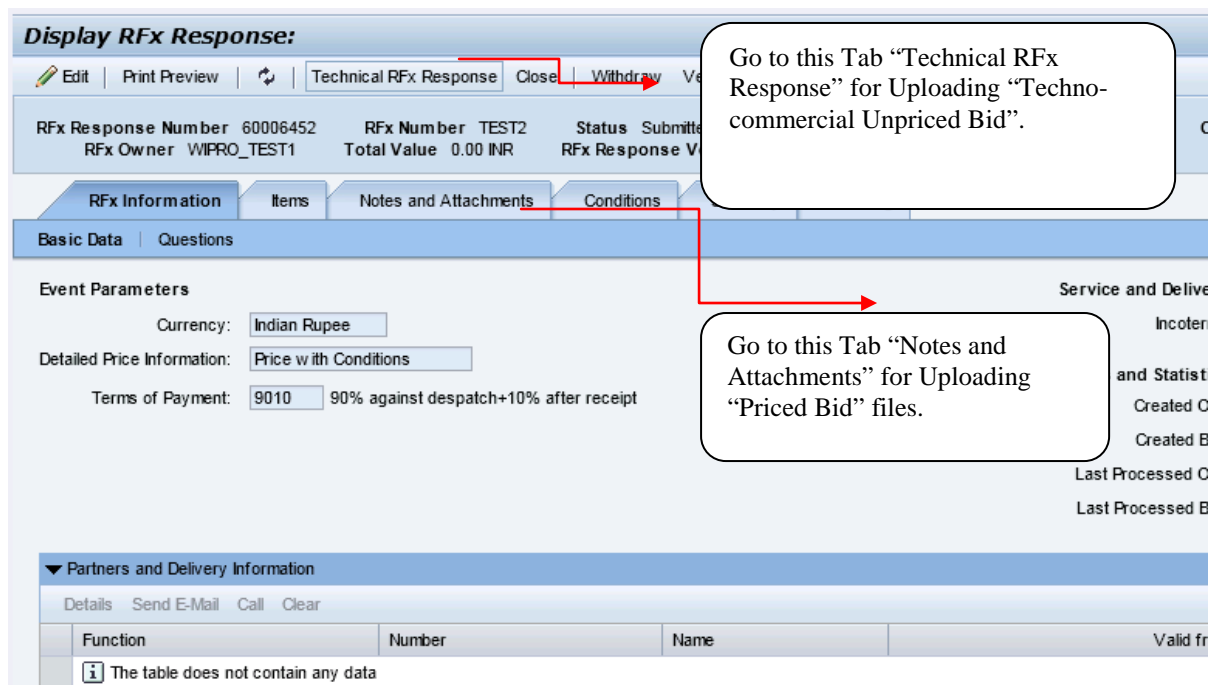 Display RFx Response:
Edit | Print Preview | | Technical RFx Response Close | Withdraw
RFx Response Number 60006452 RFx Number TEST2 Status
RFx Owner WIPRO_TEST1 Total Value 0.00 INR RFx Response
Go to this Tab “Technical RFx
Response” for Uploading “Techno-
commercial Unpriced Bid”.
RFx Information Items Notes and Attachments Conditions
Basic Data | Questions
Event Parameters
Service and
Currency: Indian Rupee
Detailed Price Information: Price with Conditions
and
Terms of Payment: 9010 90% against despatch+10% after receipt
Created
Created
Last Processed
Last Processed
Go to this Tab “Notes and
Attachments” for Uploading
“Priced Bid” files.
Partners and Delivery Information
Details Send E-Mail Call Clear
Function Number Name Valid
The table does not contain any data